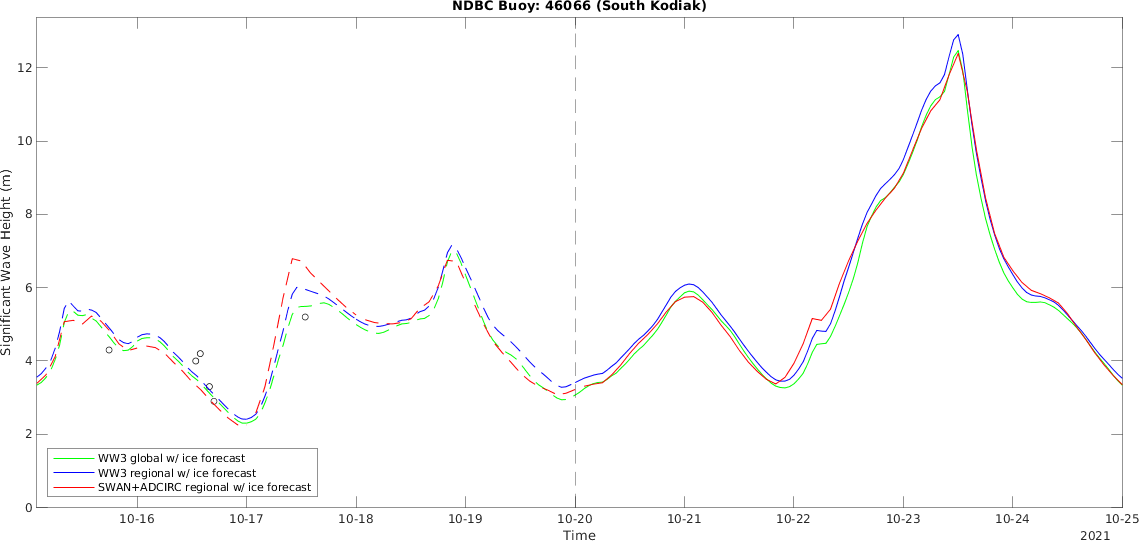 NDBC Buoy: 46066 (South Kodiak)
Significant Wave Height (m)
12
10
8
6
4
2
0
WW3 global w/ ice forecast
WW3 regional w/ ice forecast
SWAN+ADCIRC regional w/ ice forecast
10-16 10-17 10-18 10-19 10-20 10-21 10-22 10-23 10-24 10-25
Time
2021